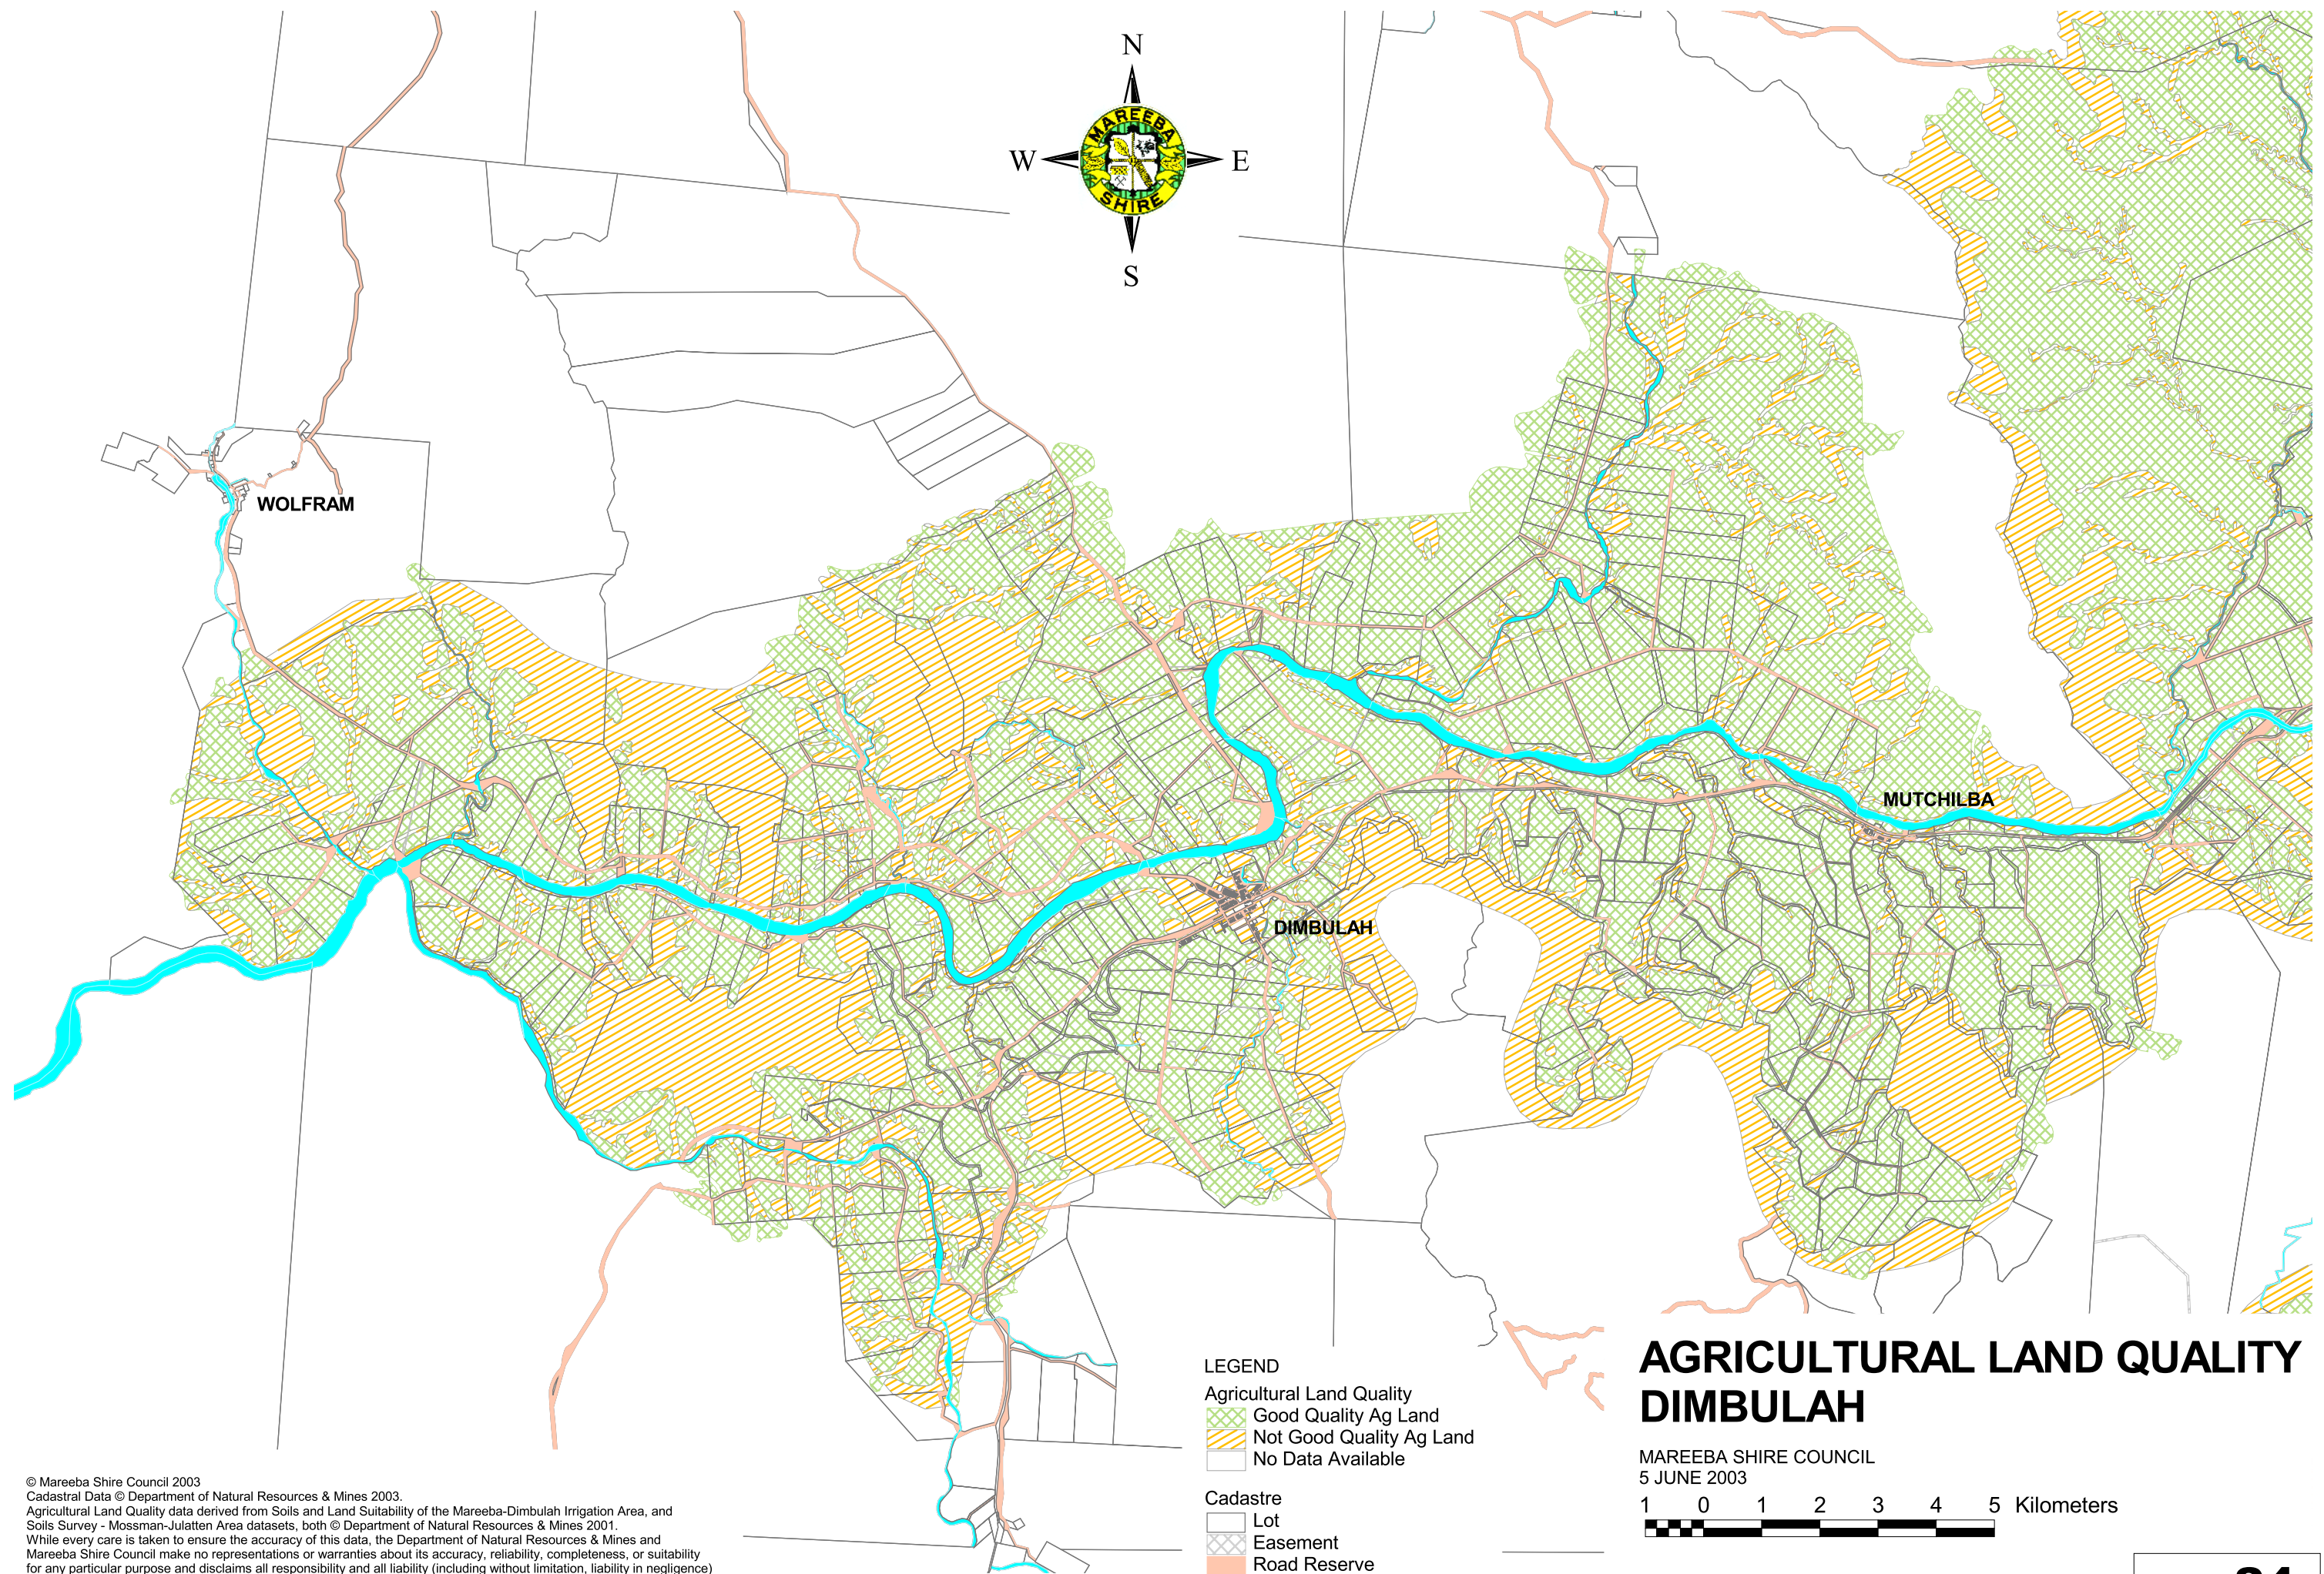 N
MAREEBA
W
E
SHIRE
S
WOLFRAM
MUTCHILBA
DIMBULAH
LEGEND
Agricultural Land Quality
Good Quality Ag Land
Not Good Quality Ag Land
No Data Available
Cadastre
Lot
Easement
Road Reserve
AGRICULTURAL LAND QUALITY
DIMBULAH
MAREEBA SHIRE COUNCIL
5 JUNE 2003
1 0 1 2 3 4 5 Kilometers
© Mareeba Shire Council 2003
Cadastral Data © Department of Natural Resources & Mines 2003.
Agricultural Land Quality data derived from Soils and Land Suitability of the Mareeba-Dimbulah Irrigation Area, and
Soils Survey - Mossman-Julatten Area datasets, both © Department of Natural Resources & Mines 2001.
While every care is taken to ensure the accuracy of this data, the Department of Natural Resources & Mines and
Mareeba Shire Council make no representations or warranties about its accuracy, reliability, completeness, or suitability
for any particular purpose and disclaims all responsibility and all liability (including without limitation, liability in negligence)